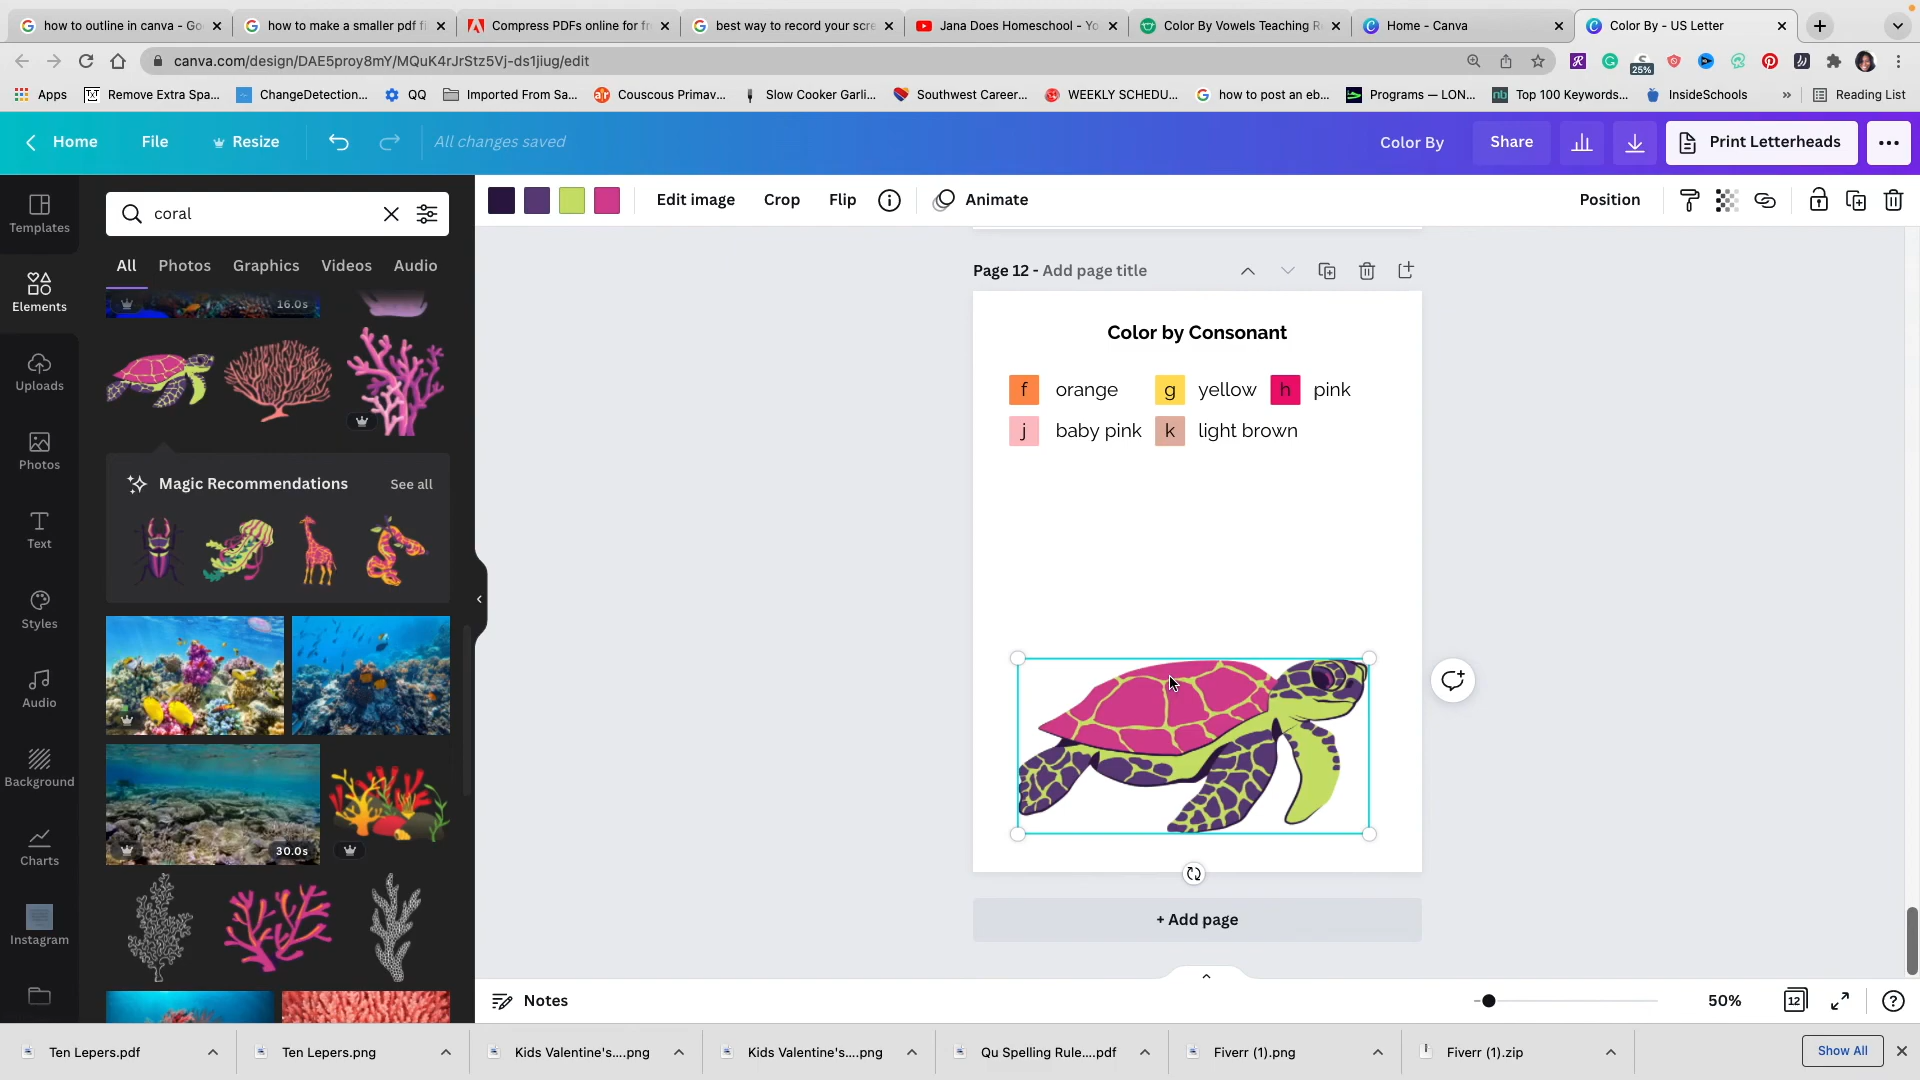 how to outline in canva - Go
how to make a smaller pdf fi
Compress PDFs online for fr
best way to record your scre
Jana Does Homeschool - Yo
Color By Vowels Teaching R
Home - Canva
Color By - US Letter
canva.com/design/DAE5proy8mY/MQuK4rJrStz5Vj-ds1jiug/edit
25%
Apps
Remove Extra Spa...
ChangeDetection...
QQ
Imported From Sa...
Couscous Primav...
Slow Cooker Garli...
Southwest Career...
WEEKLY SCHEDU...
how to post an eb...
Programs — LON...
Top 100 Keywords...
InsideSchools
»
Reading List
Home
File
Resize
All changes saved
Color By
Share
Print Letterheads
Templates
Elements
Uploads
Photos
Text
Styles
Audio
Background
Charts
Instagram
coral
All
Photos
Graphics
Videos
Audio
16.0s
Magic Recommendations
See all
30.0s
Edit image
Crop
Flip
Animate
Position
Page 12 - Add page title
Color by Consonant
f orange g yellow h pink
j baby pink k light brown
+ Add page
Notes
50%
12
Ten Lepers.pdf
Ten Lepers.png
Kids Valentine's....png
Kids Valentine's....png
Qu Spelling Rule....pdf
Fiverr (1).png
Fiverr (1).zip
Show All